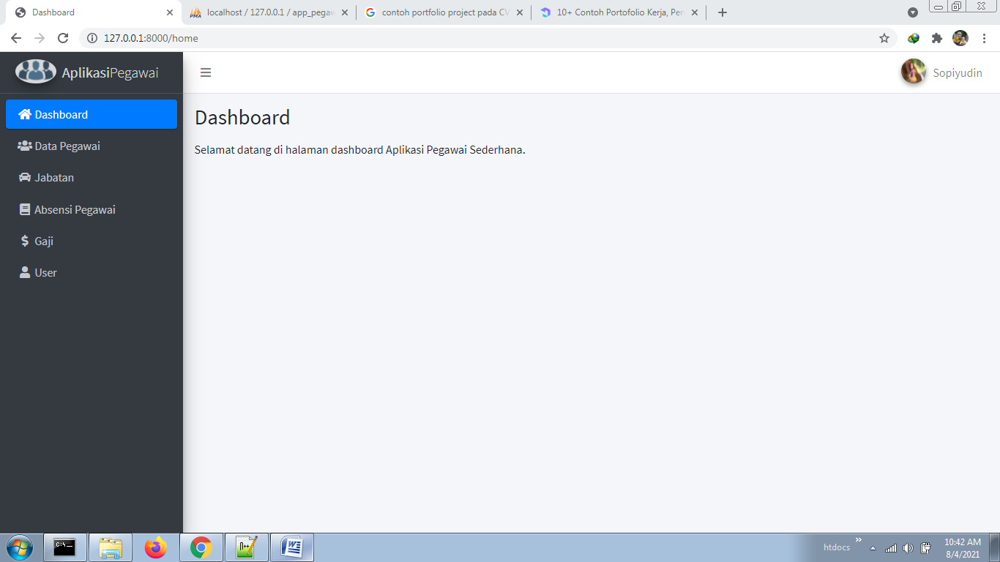 Dashboard
localhost / 127.0.0.1 / app_pegaw
contoh portfolio project pada CV
10+ Contoh Portofolio Kerja, Per
127.0.0.1:8000/home
AplikasiPegawai
Sopiyudin
Dashboard
Data Pegawai
Jabatan
Absensi Pegawai
Gaji
User
Dashboard
Selamat datang di halaman dashboard Aplikasi Pegawai Sederhana.
htdocs
10:42 AM
8/4/2021